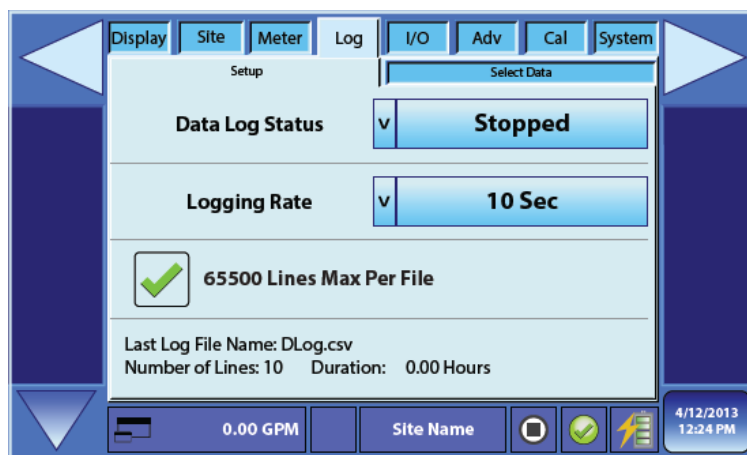 Display Site Meter Log I/O Adv Cal System
Setup Select Data
Data Log Status v Stopped
Logging Rate v 10 Sec
65500 Lines Max Per File
Last Log File Name: DLog.csv
Number of Lines: 10 Duration: 0.00 Hours
0.00 GPM Site Name
4/12/2013
12:24 PM